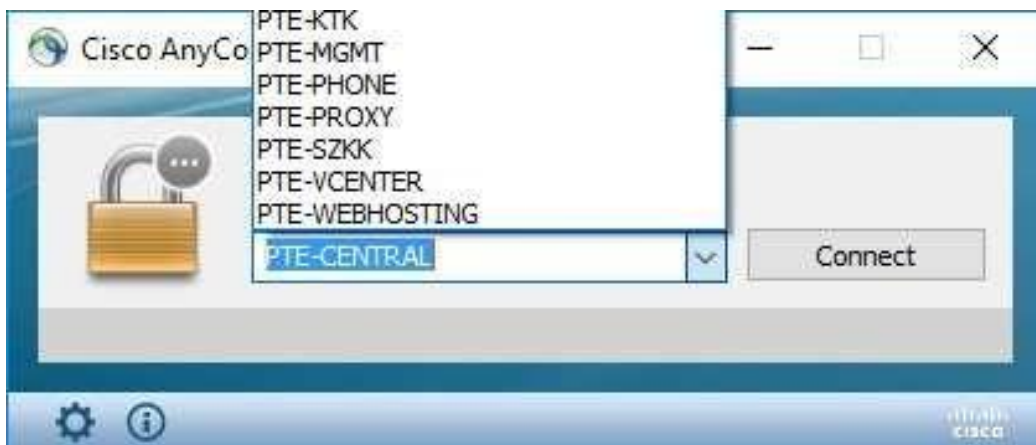 PTE-KTK
Cisco AnyCo
PTE-MGMT
PTE-PHONE
PTE-PROXY
PTE-SZKK
PTE-VCENTER
PTE-WEBHOSTING
PTE-CENTRAL
Connect
CISCO